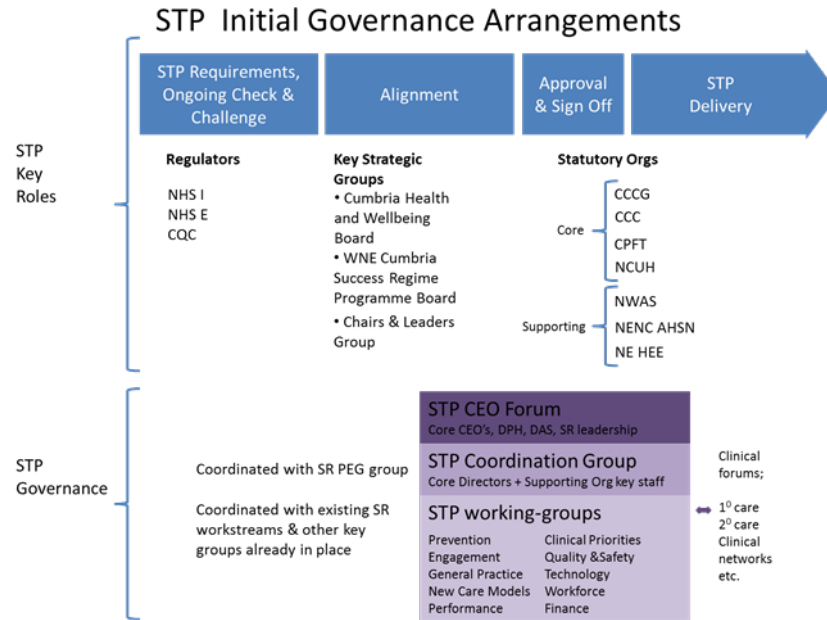 STP  Initial Governance Arrangements
STP Requirements,
Ongoing Check &
Challenge
Alignment
Approval
& Sign Off
STP
Delivery
STP
Key
Roles
Regulators
NHS I
NHS E
CQC
Key Strategic
Groups
• Cumbria Health
and Wellbeing
Board
• WNE Cumbria
Success Regime
Programme Board
• Chairs & Leaders
Group
Statutory Orgs
Core
CCCG
CCC
CPFT
NCUH
Supporting
NWAS
NENC AHSN
NE HEE
STP
Governance
Coordinated with SR PEG group
Coordinated with existing SR
workstreams & other key
groups already in place
STP CEO Forum
Core CEO's, DPH, DAS, SR leadership
STP Coordination Group
Core Directors + Supporting Org key staff
STP working-groups
Prevention
Engagement
General Practice
New Care Models
Performance
Clinical Priorities
Quality &Safety
Technology
Workforce
Finance
Clinical
forums;
1⁰ care
2⁰ care
Clinical
networks
etc.